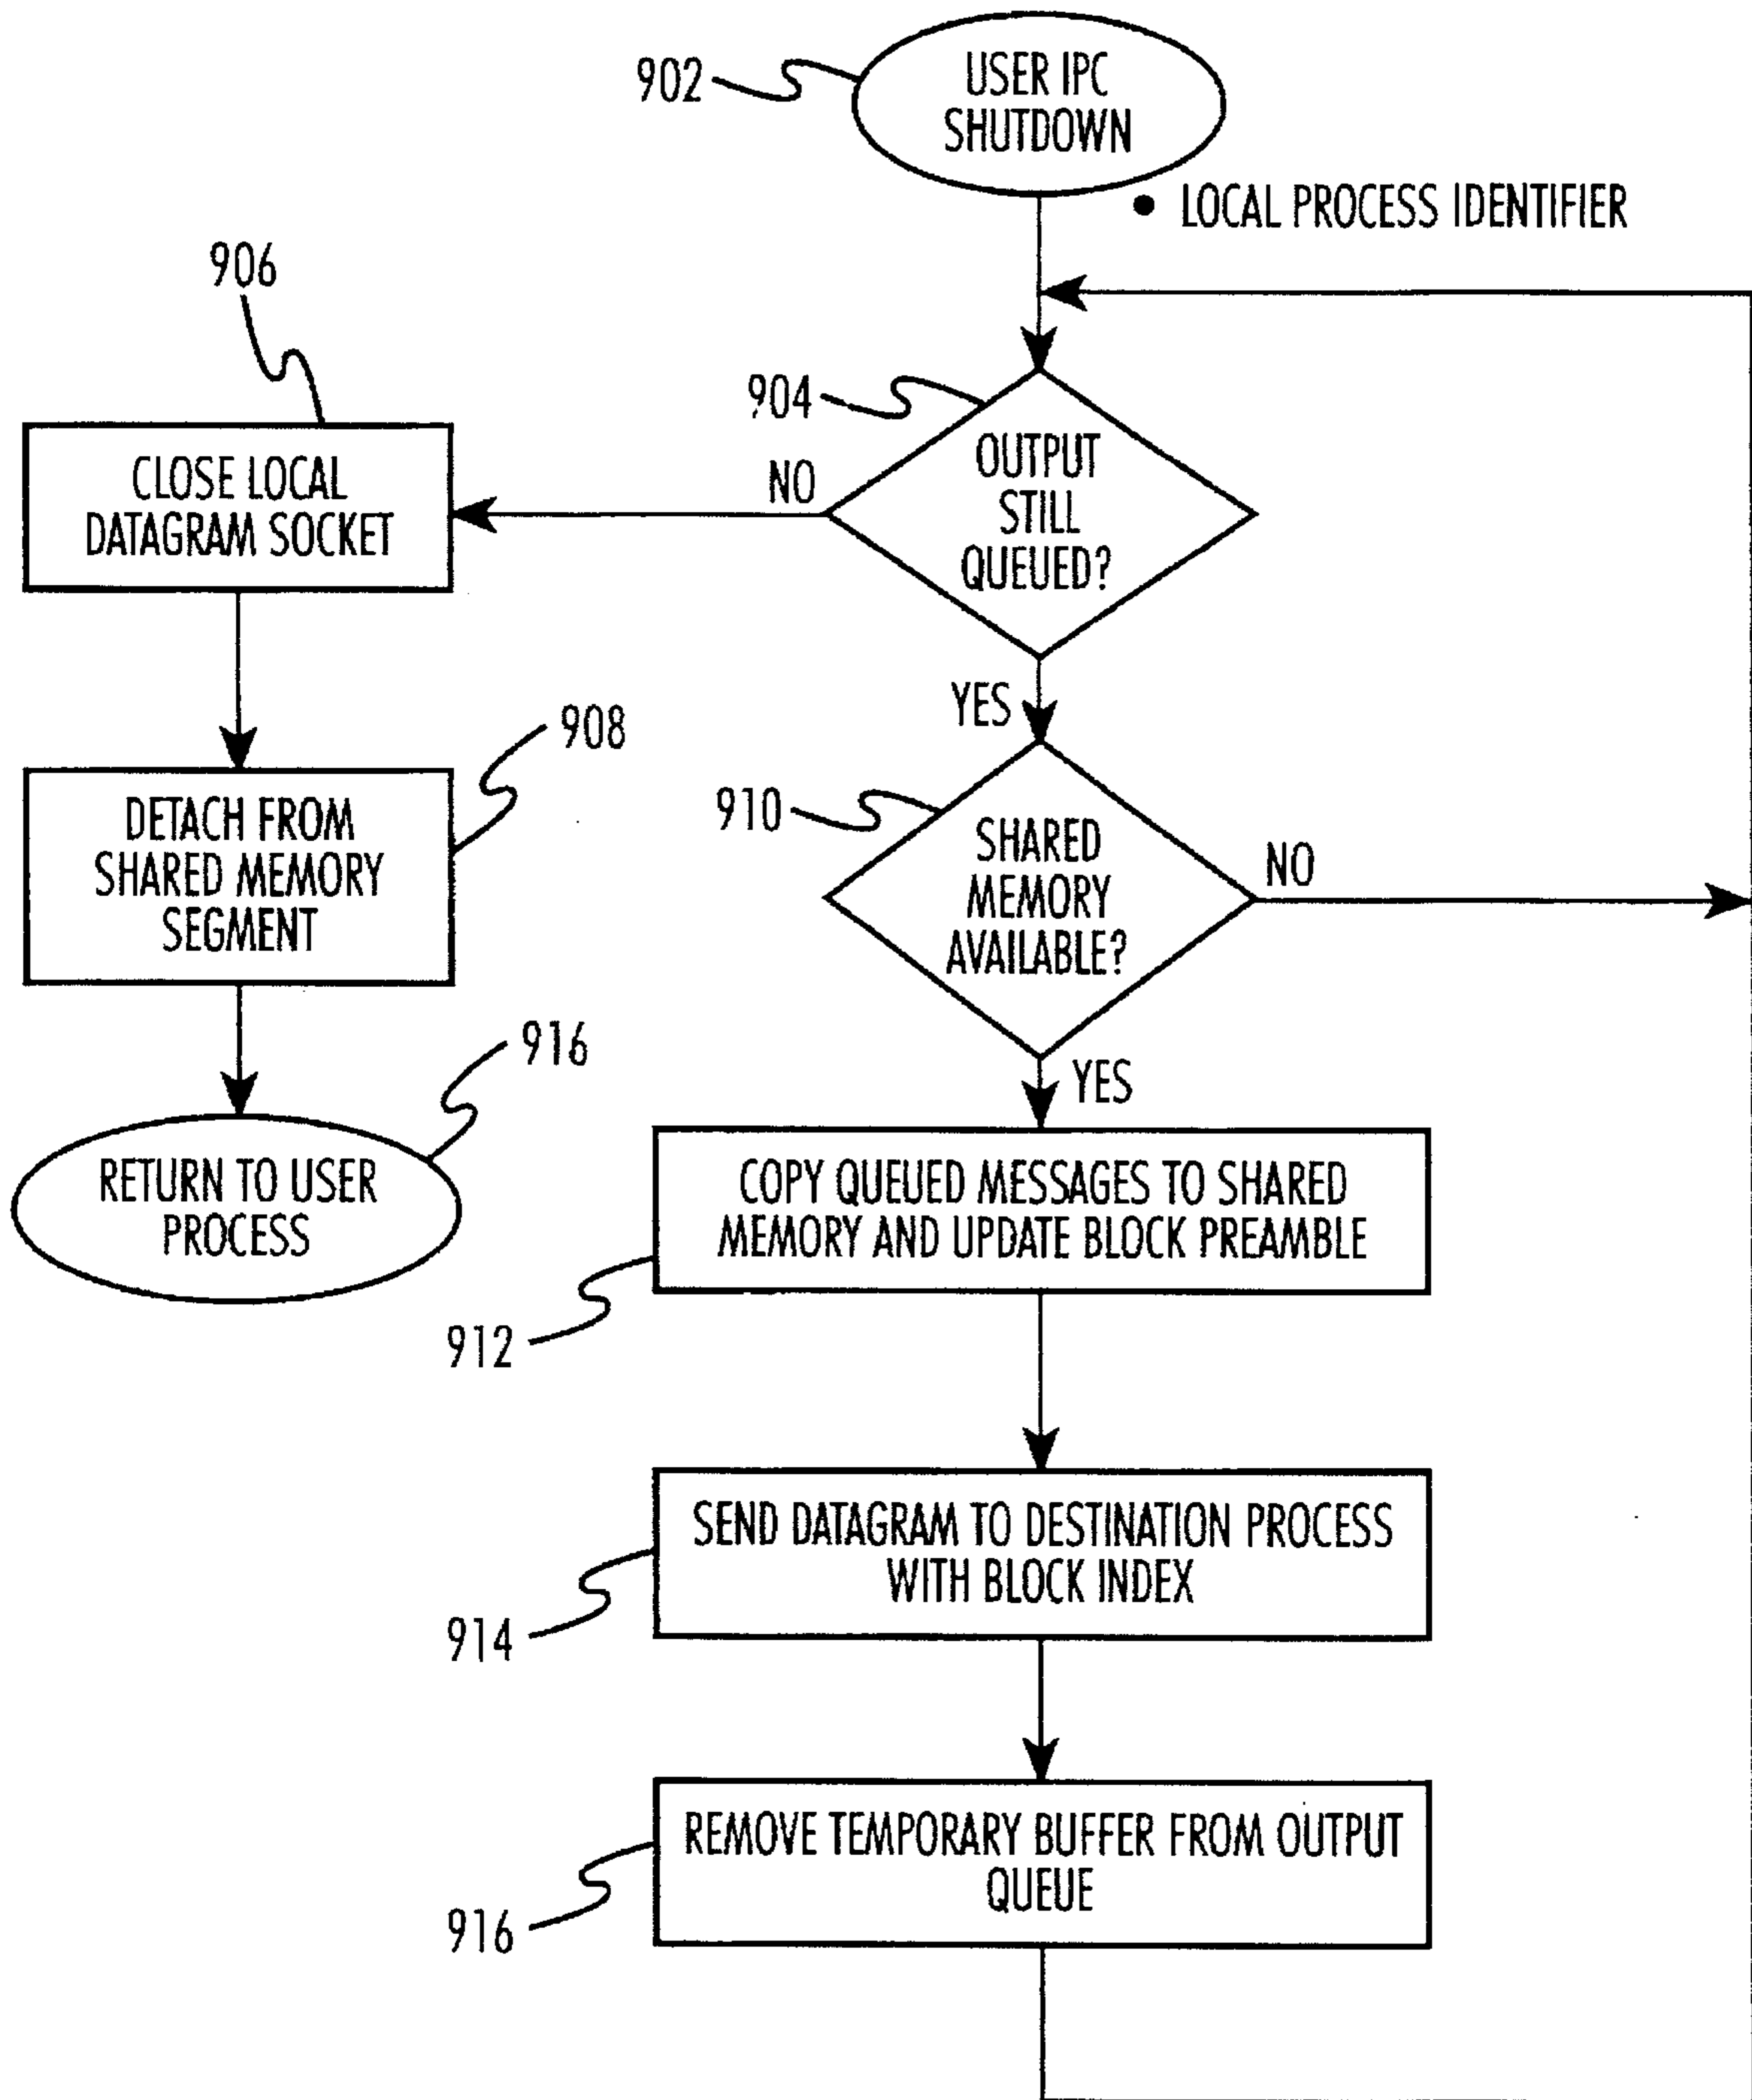 902
USER IPC
SHUTDOWN
• LOCAL PROCESS IDENTIFIER
906
904
CLOSE LOCAL
DATAGRAM SOCKET
NO
OUTPUT
STILL
QUEUED?
YES
908
DETACH FROM
SHARED MEMORY
SEGMENT
910
SHARED
MEMORY
AVAILABLE?
NO
YES
916
RETURN TO USER
PROCESS
COPY QUEUED MESSAGES TO SHARED
MEMORY AND UPDATE BLOCK PREAMBLE
912
SEND DATAGRAM TO DESTINATION PROCESS
WITH BLOCK INDEX
914
REMOVE TEMPORARY BUFFER FROM OUTPUT
QUEUE
916